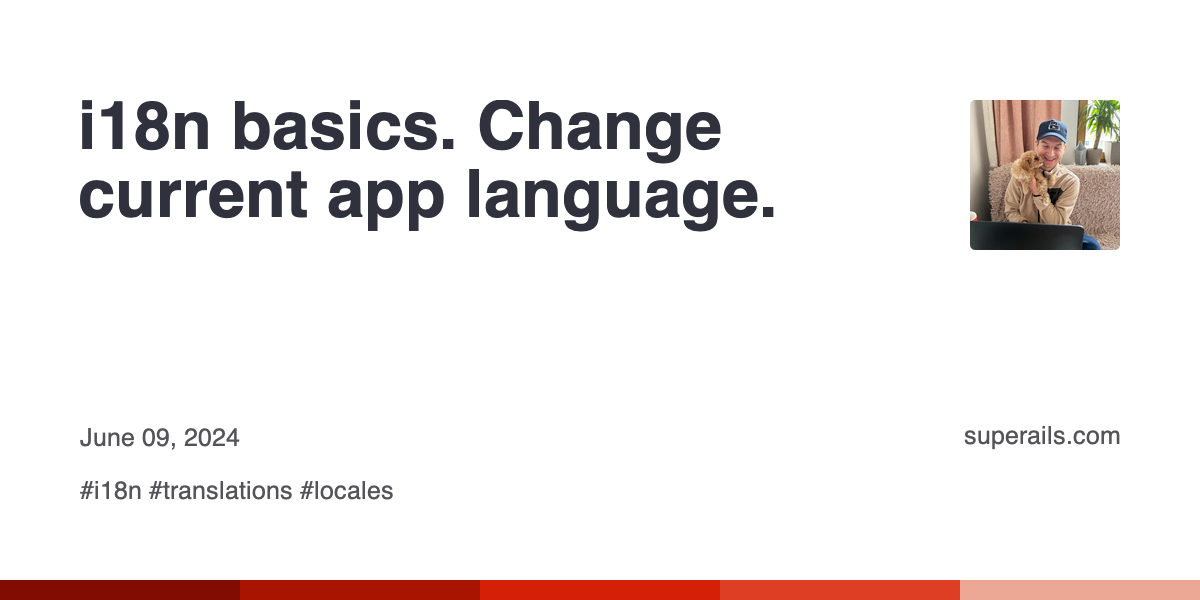 i18n basics. Change
current app language.
June 09, 2024
superails.com
#i18n #translations #locales